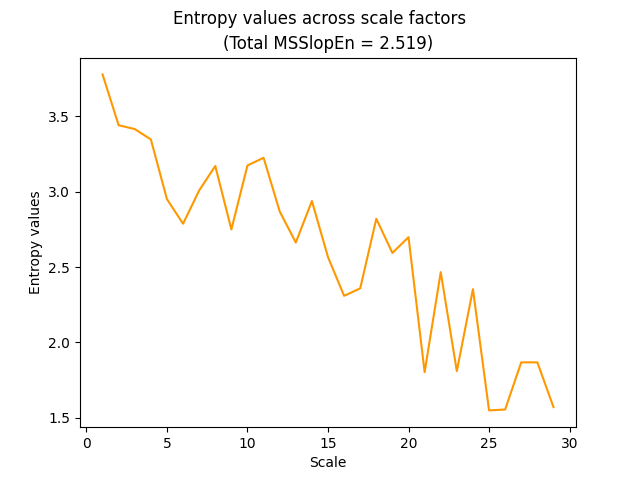 Entropy values across scale factors
(Total MSSlopEn = 2.519)
Entropy values
3.5
3.0
2.5
2.0
1.5
0 5 10 15 20 25 30
Scale